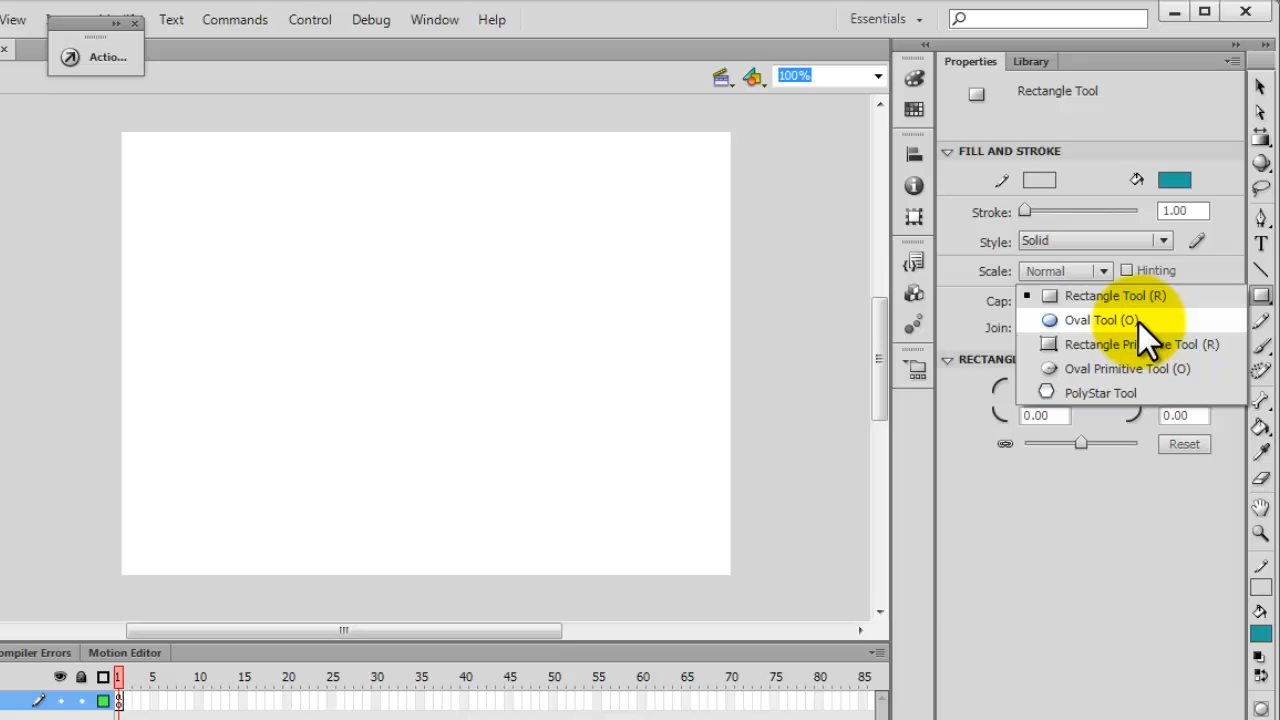 View
Text
Commands
Control
Debug
Window
Help
Essentials
Actio...
100%
Properties
Library
Rectangle Tool
FILL AND STROKE
Stroke:
1.00
Style:
Solid
Scale:
Normal
Hinting
Cap:
Join:
Rectangle Tool (R)
Oval Tool (O)
Rectangle Tool (R)
Oval Primitive Tool (O)
PolyStar Tool
0.00
0.00
Reset
Motion Editor
Errors
1 5 10 15 20 25 30 35 40 45 50 55 60 65 70 75 80 85